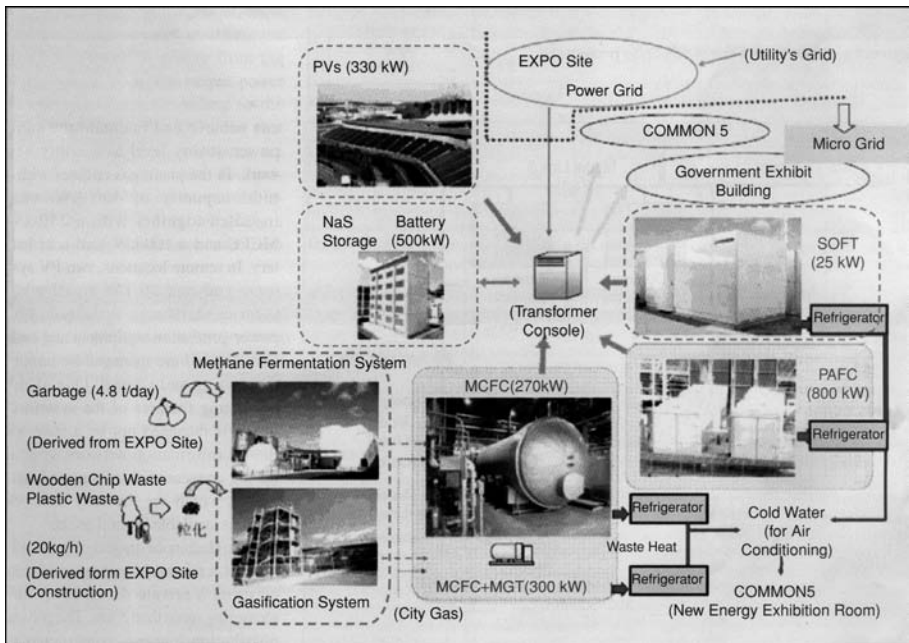 PVs (330 kW)
EXPO Site
Power Grid
(Utility's Grid)
COMMON 5
Micro Grid
Government Exhibit
Building
NaS Battery
Storage (500kW)
(Transformer
Console)
SOFT
(25 kW)
Refrigerator
Methane Fermentation System
Garbage (4.8 t/day)
(Derived from EXPO Site)
Wooden Chip Waste
Plastic Waste
粒化
(20kg/h)
(Derived form EXPO Site
Construction)
Gasification System
MCFC(270kW)
MCFC+MGT(300 kW)
(City Gas)
PAFC
(800 kW)
Refrigerator
Refrigerator
Waste Heat
Refrigerator
Cold Water
(for Air
Conditioning)
COMMON5
(New Energy Exhibition Room)